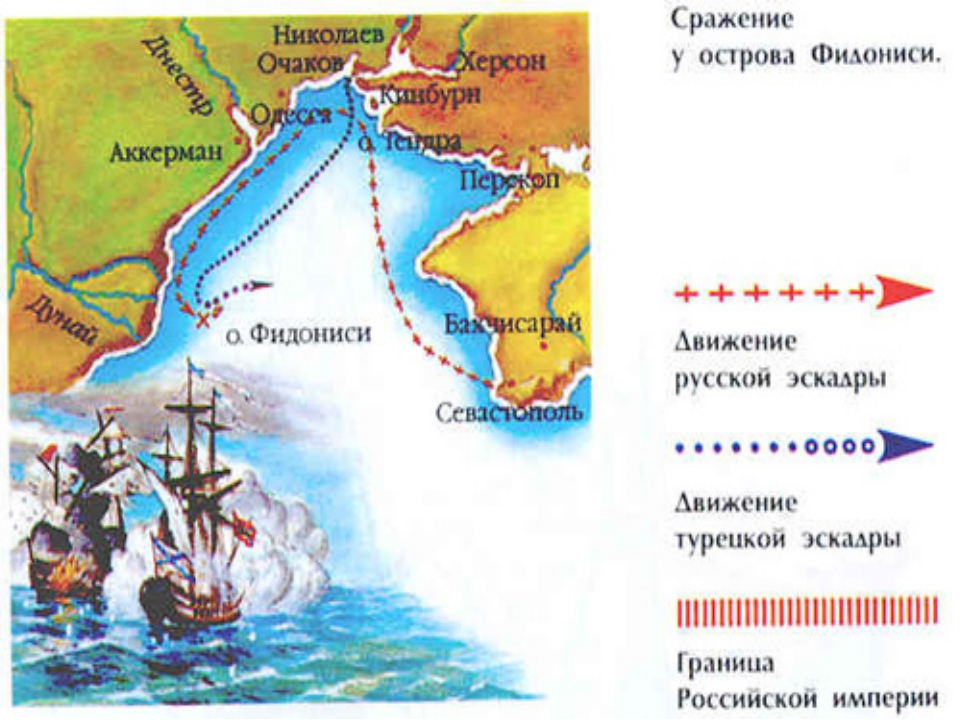 Сражение
у острова Фидониси.
Днестр
Николаев
Очаков
Херсон
Кинбурн
Одесса
о. Тендра
Аккерман
Перекоп
Дунай
о. Фидониси
Бахчисарай
Севастополь
Движение
русской эскадры
Движение
турецкой эскадры
Граница
Российской империи